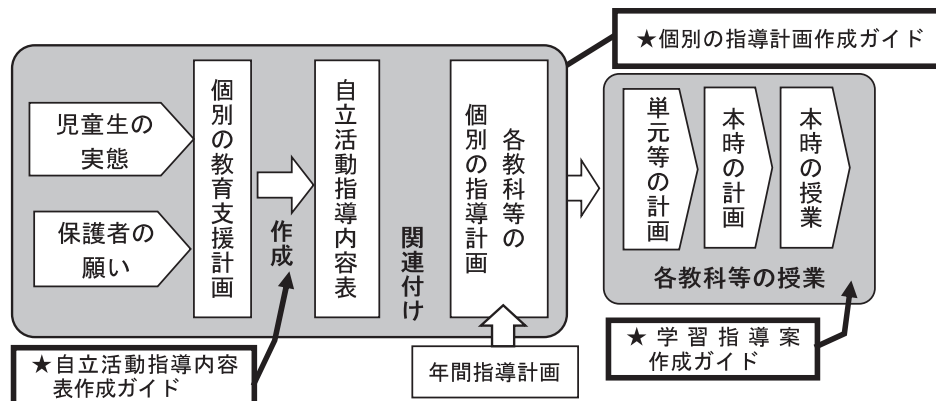 ★個別の指導計画作成ガイド
児童生の
実態
保護者の
願い
個別の教育支援計画
作成
自立活動指導内容表
関連付け
各教科等の
個別の指導計画
単元等の計画
本時の計画
本時の授業
各教科等の授業
★自立活動指導内容
表作成ガイド
年間指導計画
★学習指導案
作成ガイド